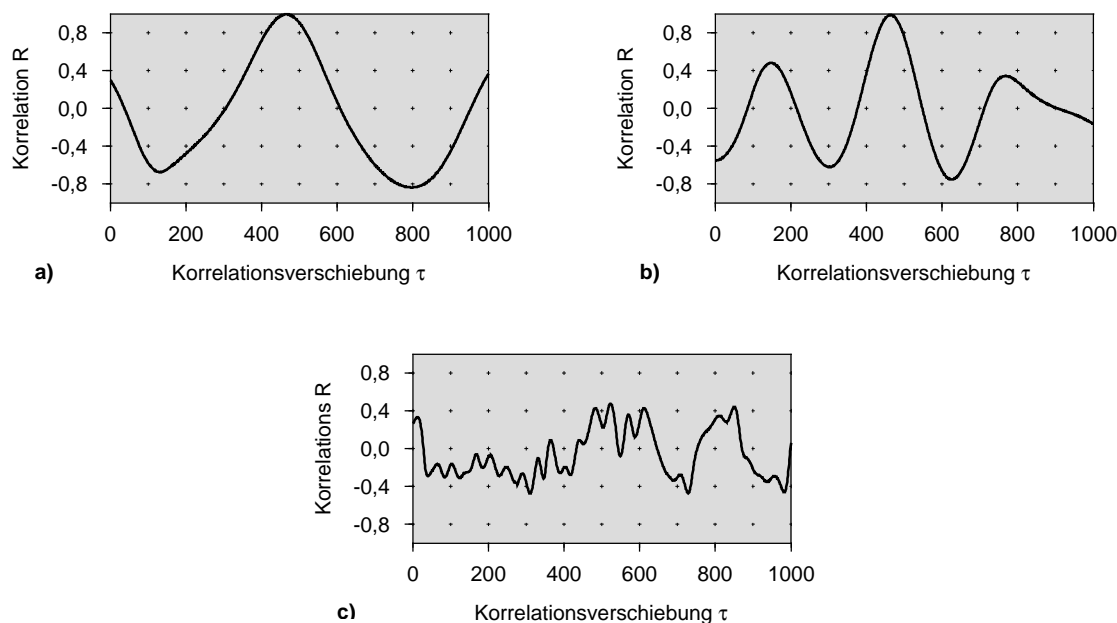 Korrelation R
0,8
0,4
0,0
-0,4
-0,8
0 200 400 600 800 1000
a) Korrelationsverschiebung τ
Korrelation R
0,8
0,4
0,0
-0,4
-0,8
0 200 400 600 800 1000
b) Korrelationsverschiebung τ
Korrelations R
0,8
0,4
0,0
-0,4
-0,8
0 200 400 600 800 1000
c) Korrelationsverschiebung τ